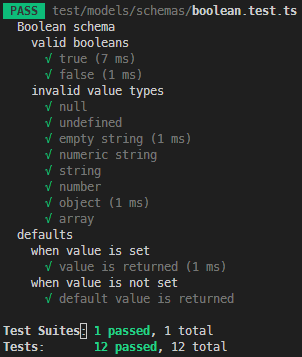 PASS test/models/schemas/boolean.test.ts
Boolean schema
valid booleans
√ true (7 ms)
√ false (1 ms)
invalid value types
√ null
√ undefined
√ empty string (1 ms)
√ numeric string
√ string
√ number
√ object (1 ms)
√ array
defaults
when value is set
√ value is returned (1 ms)
when value is not set
√ default value is returned
Test Suites: 1 passed, 1 total
Tests: 12 passed, 12 total